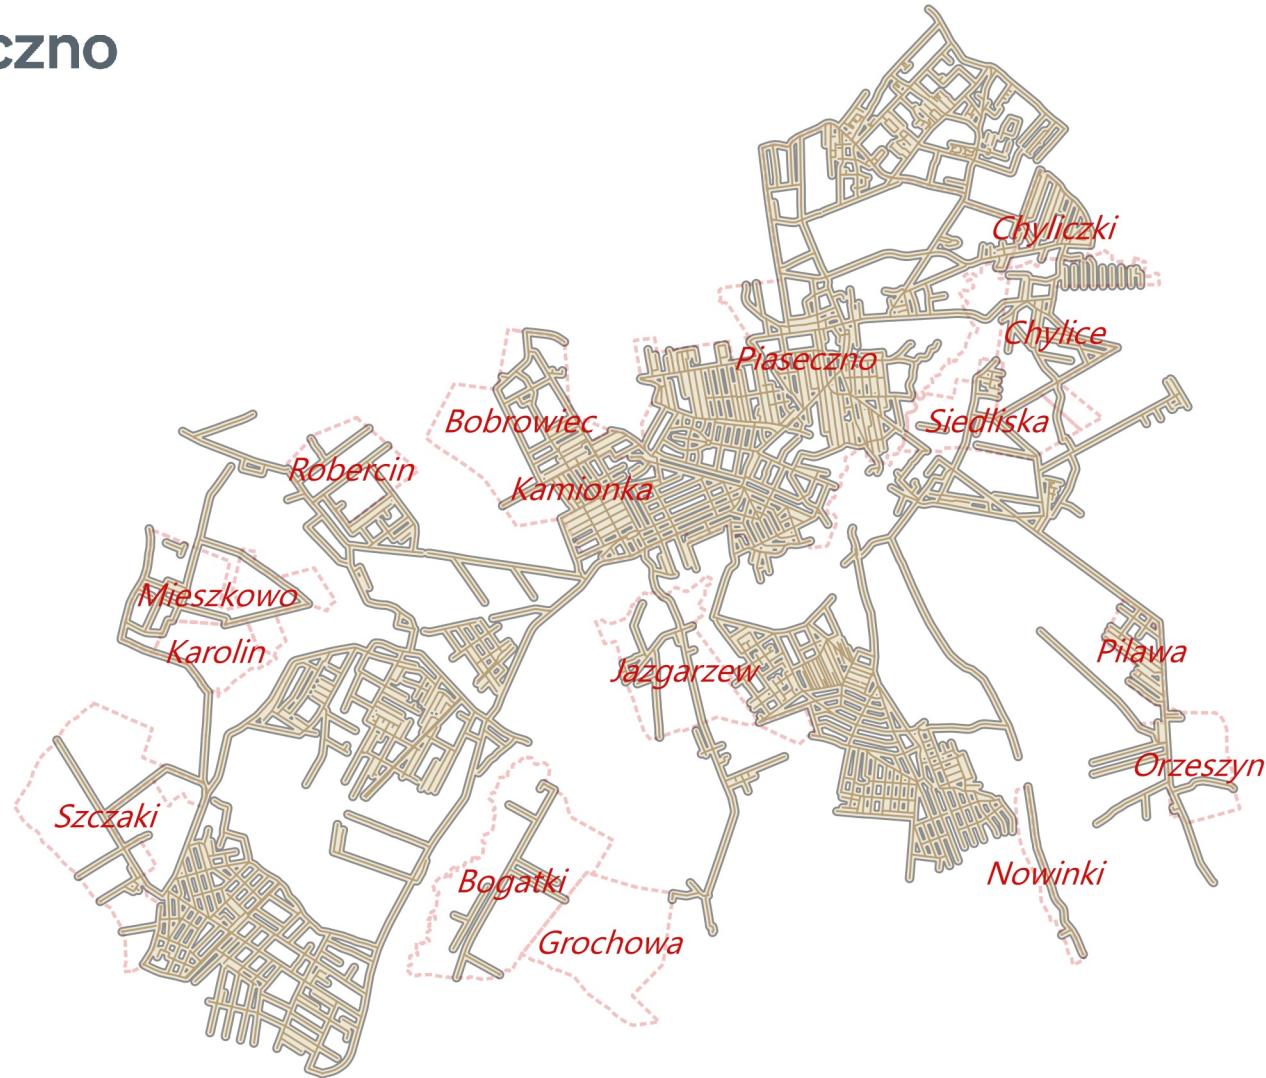 czno
Chyliczki
Chylice
Piaseczno
Bobrowiec
Siedliska
Robercin
Kamionka
Mieszkowo
Karolin
Pilawa
Jazgarzew
Orzeszyn
Szczaki
Nowinki
Bogatki
Grochowa